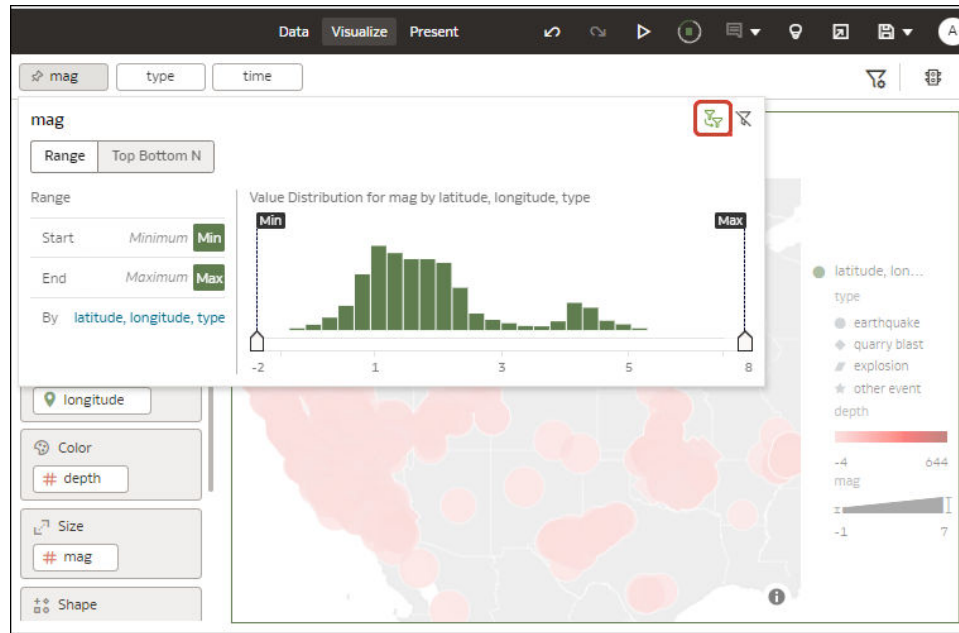 Data Visualize Present A
mag type time
mag
Range Top Bottom N
Range
Start Minimum Min
End Maximum Max
By latitude, longitude, type
Value Distribution for mag by latitude, longitude, type
Min Max
-2 1 3 5 8
longitude
Color
# depth
Size
# mag
Shape
latitude, lon...
type
earthquake
quarry blast
explosion
other event
depth
-4 644
mag
-1 7